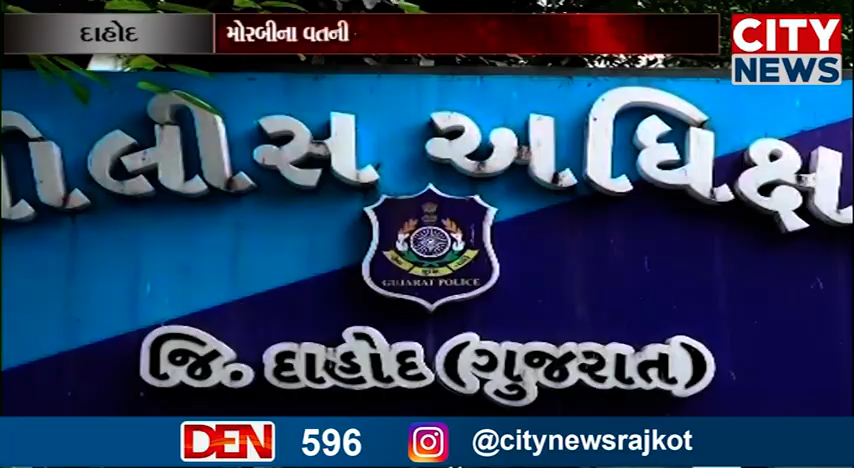 દાહોદ
મોરબીના વતની
CITY
NEWS
પોલીસ અધિક્ષ
GUJARAT POLICE
જિ. દાહોદ (ગુજરાત)
DEN 596 @citynewsrajkot